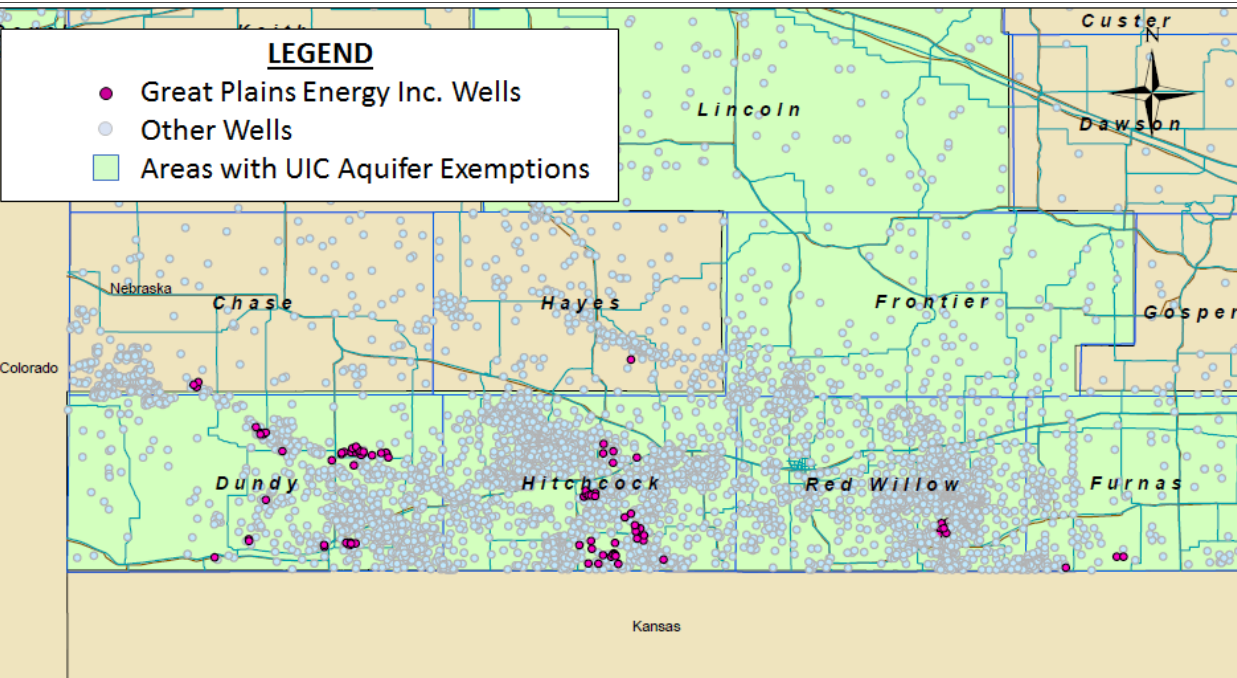 Custer
N
LEGEND
Great Plains Energy Inc. Wells
Other Wells
Areas with UIC Aquifer Exemptions
Lincoln
Dawson
Nebraska
Chase
Hayes
Frontier
Gosper
Colorado
Dundy
Hitchcock
Red Willow
Furnas
Kansas